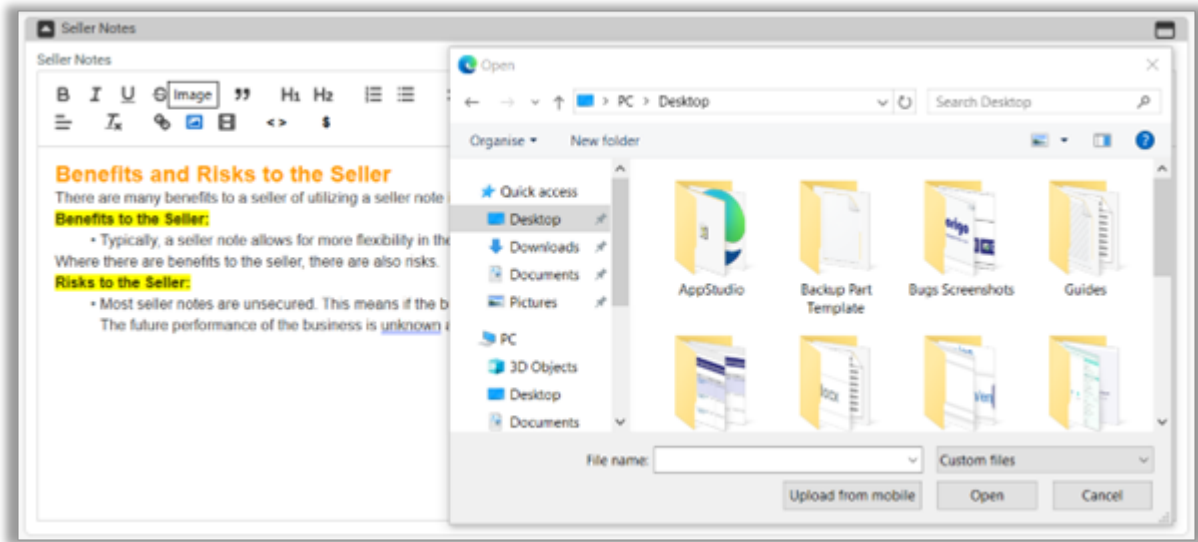 Seller Notes
Seller Notes
B I U S Image ” H1 H2
Tx <> $
Benefits and Risks to the Seller
There are many benefits to a seller of utilizing a seller note
Benefits to the Seller:
• Typically, a seller note allows for more flexibility in the
Where there are benefits to the seller, there are also risks.
Risks to the Seller:
• Most seller notes are unsecured. This means if the b
The future performance of the business is unknown a
Open
PC > Desktop
Search Desktop
Organise
New folder
Quick access
Desktop
Downloads
Documents
Pictures
PC
3D Objects
Desktop
Documents
AppStudio
Backup Part Template
Bugs Screenshots
Guides
File name:
Custom files
Upload from mobile
Open
Cancel